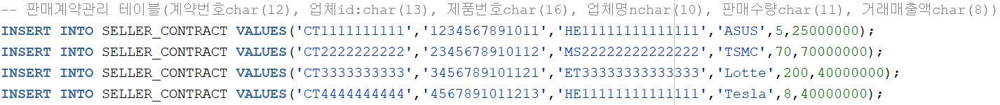 -- 판매계약관리 테이블(계약번호char(12), 업체id:char(13), 제품번호char(16), 업체명nchar(10), 판매수량char(11), 거래매출액char(8))
INSERT INTO SELLER_CONTRACT VALUES('CT1111111111','1234567891011','HE11111111111111','ASUS',5,25000000);
INSERT INTO SELLER_CONTRACT VALUES('CT2222222222','2345678910112','MS22222222222222','TSMC',70,70000000);
INSERT INTO SELLER_CONTRACT VALUES('CT3333333333','3456789101121','ET33333333333333','Lotte',200,40000000);
INSERT INTO SELLER_CONTRACT VALUES('CT4444444444','4567891011213','HE11111111111111','Tesla',8,40000000);